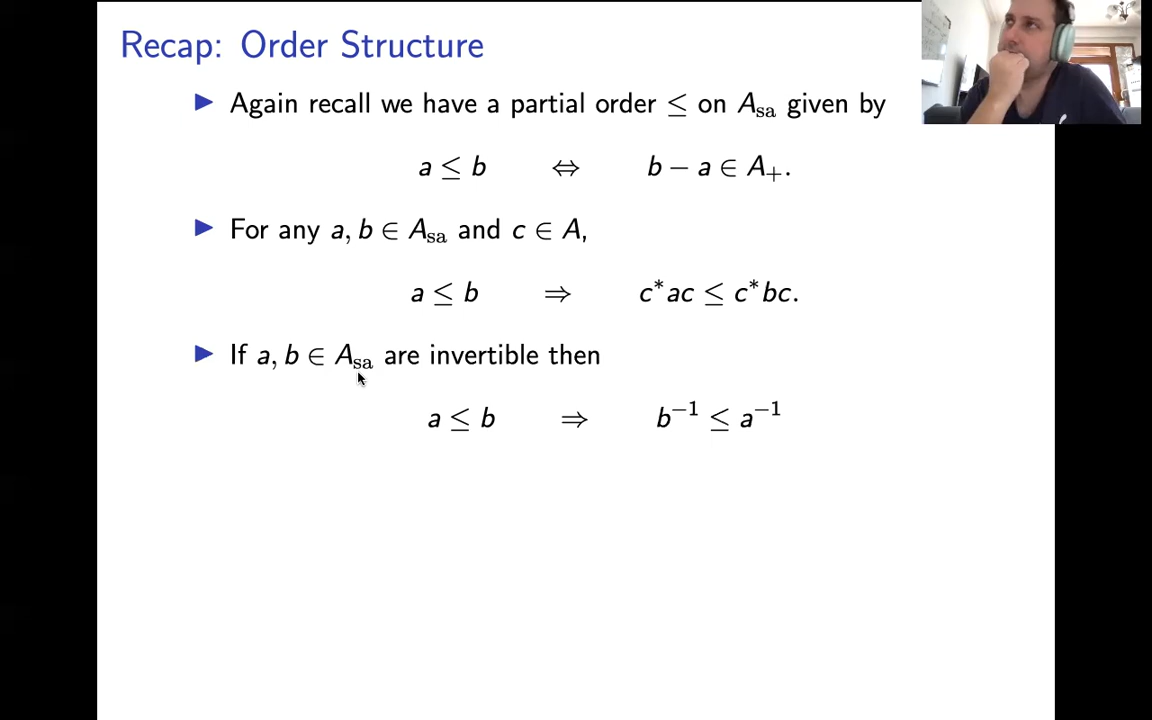 Recap: Order Structure
▶ Again recall we have a partial order ≤ on A_sa given by
a ≤ b ⇔ b − a ∈ A_+.
▶ For any a, b ∈ A_sa and c ∈ A,
a ≤ b ⇒ c*ac ≤ c*bc.
▶ If a, b ∈ A_sa are invertible then
a ≤ b ⇒ b^{−1} ≤ a^{−1}